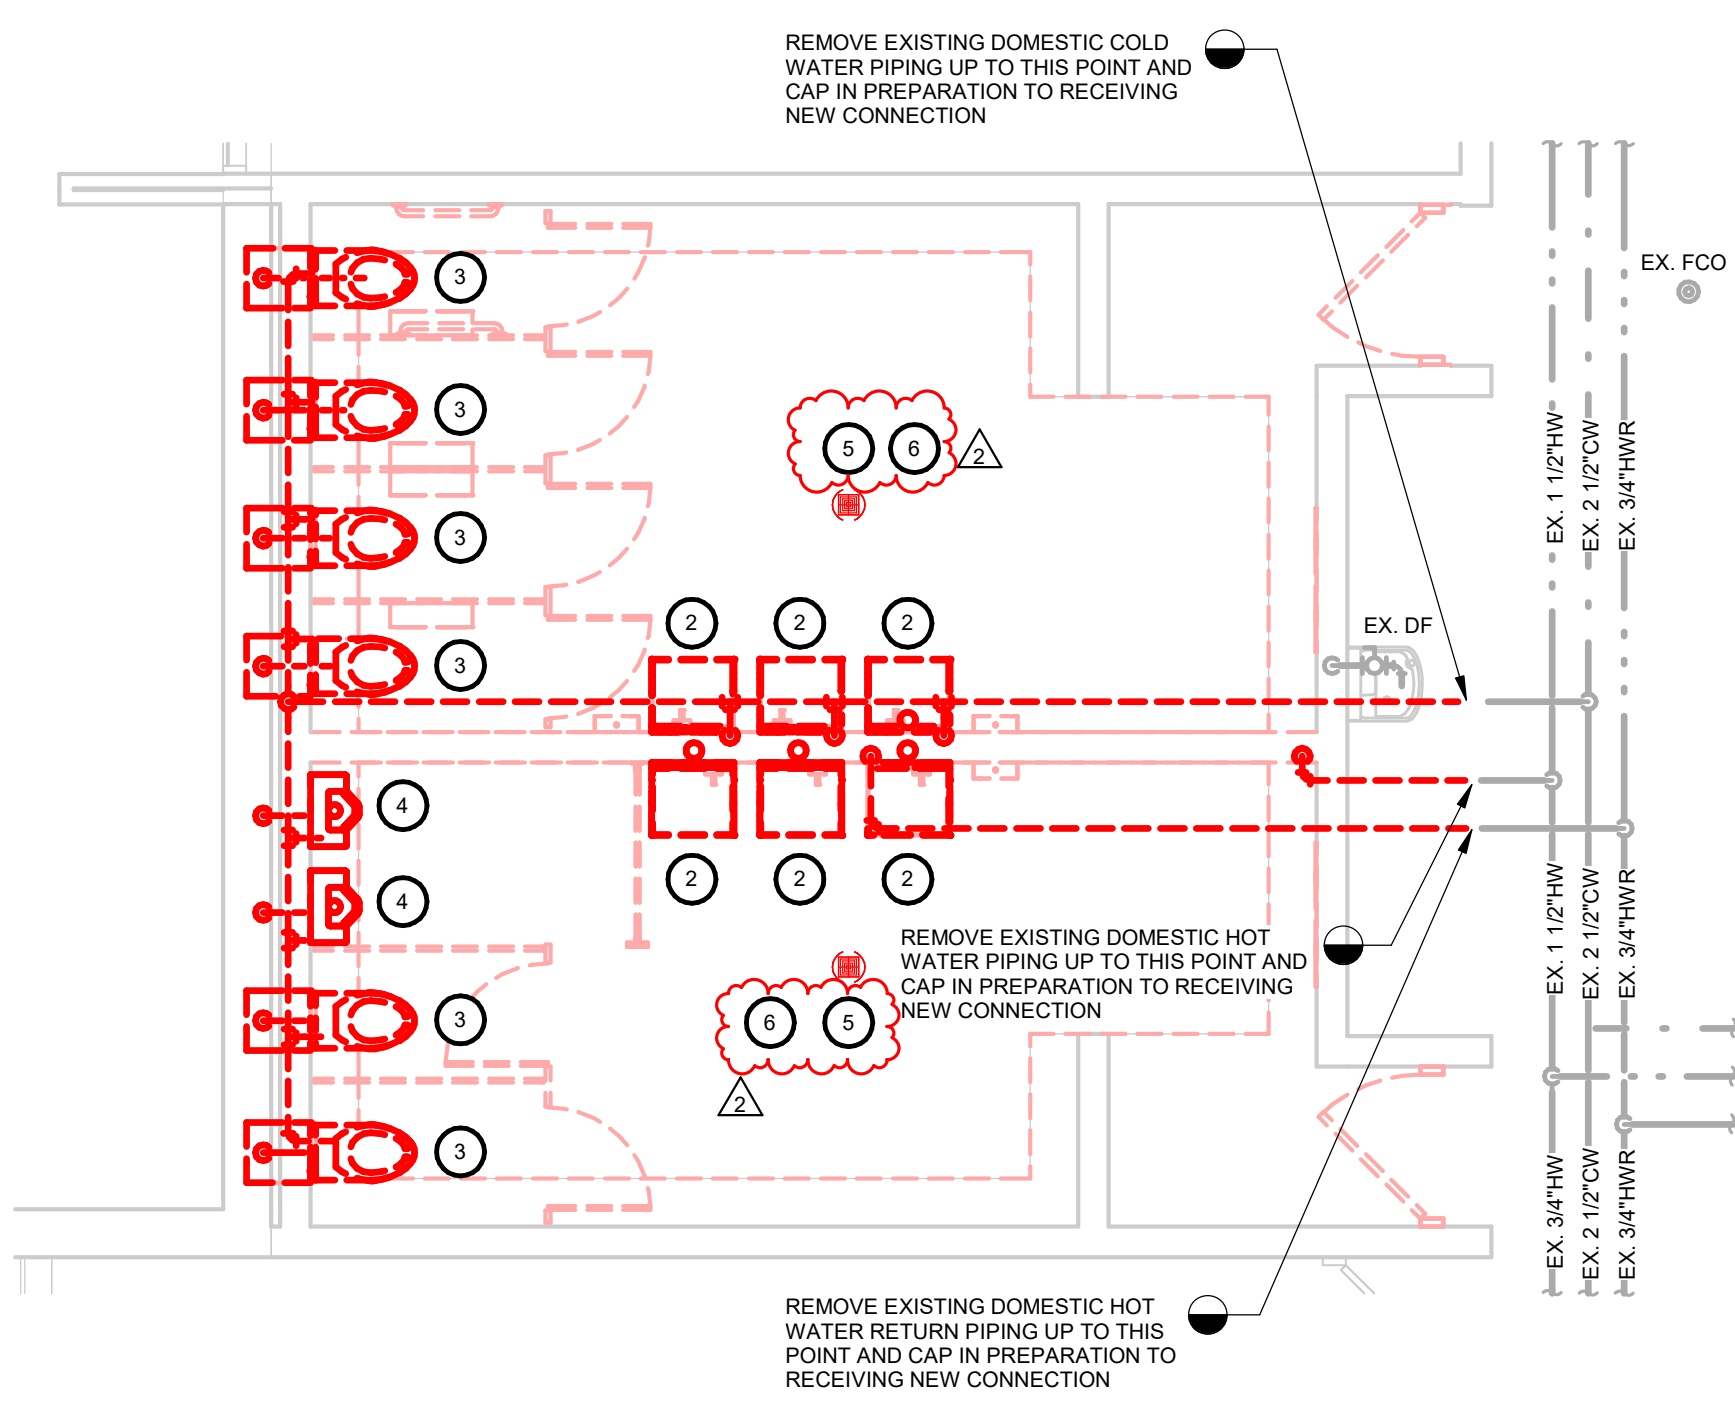 REMOVE EXISTING DOMESTIC COLD
WATER PIPING UP TO THIS POINT AND
CAP IN PREPARATION TO RECEIVING
NEW CONNECTION
EX. FCO
3
3
5
6
2
EX. 1 1/2"HW
EX. 2 1/2"CW
EX. 3/4"HWR
3
2
2
2
EX. DF
3
4
2
2
2
4
REMOVE EXISTING DOMESTIC HOT
WATER PIPING UP TO THIS POINT AND
CAP IN PREPARATION TO RECEIVING
NEW CONNECTION
EX. 1 1/2"HW
EX. 2 1/2"CW
EX. 3/4"HWR
3
6
5
2
3
EX. 3/4"HW
EX. 2 1/2"CW
EX. 3/4"HWR
REMOVE EXISTING DOMESTIC HOT
WATER RETURN PIPING UP TO THIS
POINT AND CAP IN PREPARATION TO
RECEIVING NEW CONNECTION